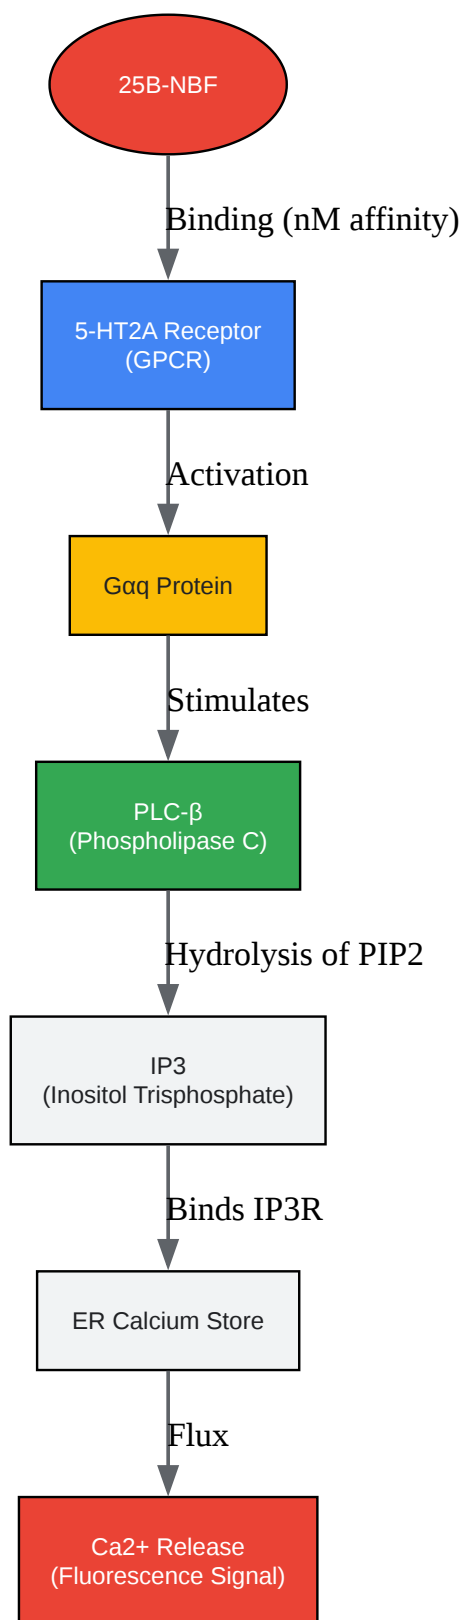 25B-NBF
Binding (nM affinity)
5-HT2A Receptor
(GPCR)
Activation
Gαq Protein
Stimulates
PLC-β
(Phospholipase C)
Hydrolysis of PIP2
IP3
(Inositol Trisphosphate)
Binds IP3R
ER Calcium Store
Flux
Ca2+ Release
(Fluorescence Signal)